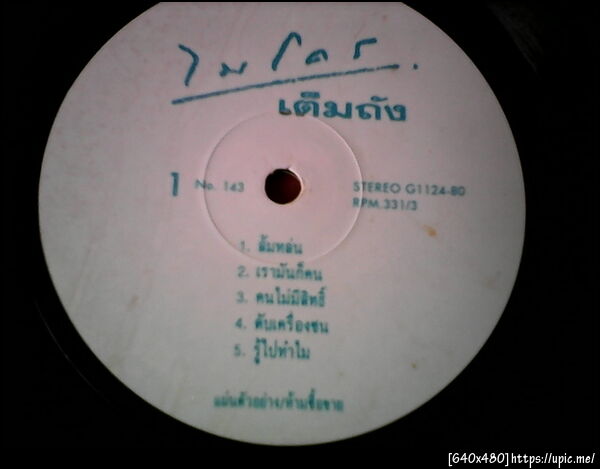 ไมโคร
เต็มถัง
1 No. 143
STEREO G1124-80
RPM.331/3
1. ล้มหล่น
2. เรามันก็คน
3. คนไม่มีสิทธิ์
4. ดับเครื่องชน
5. รู้ไปทำไม
แผ่นตัวอย่าง/ห้ามซื้อขาย
[640x480]https://upic.me/